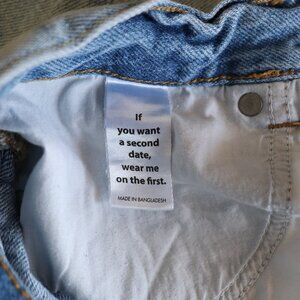 If
you want
a second
date,
wear me
on the first.
MADE IN BANGLADESH